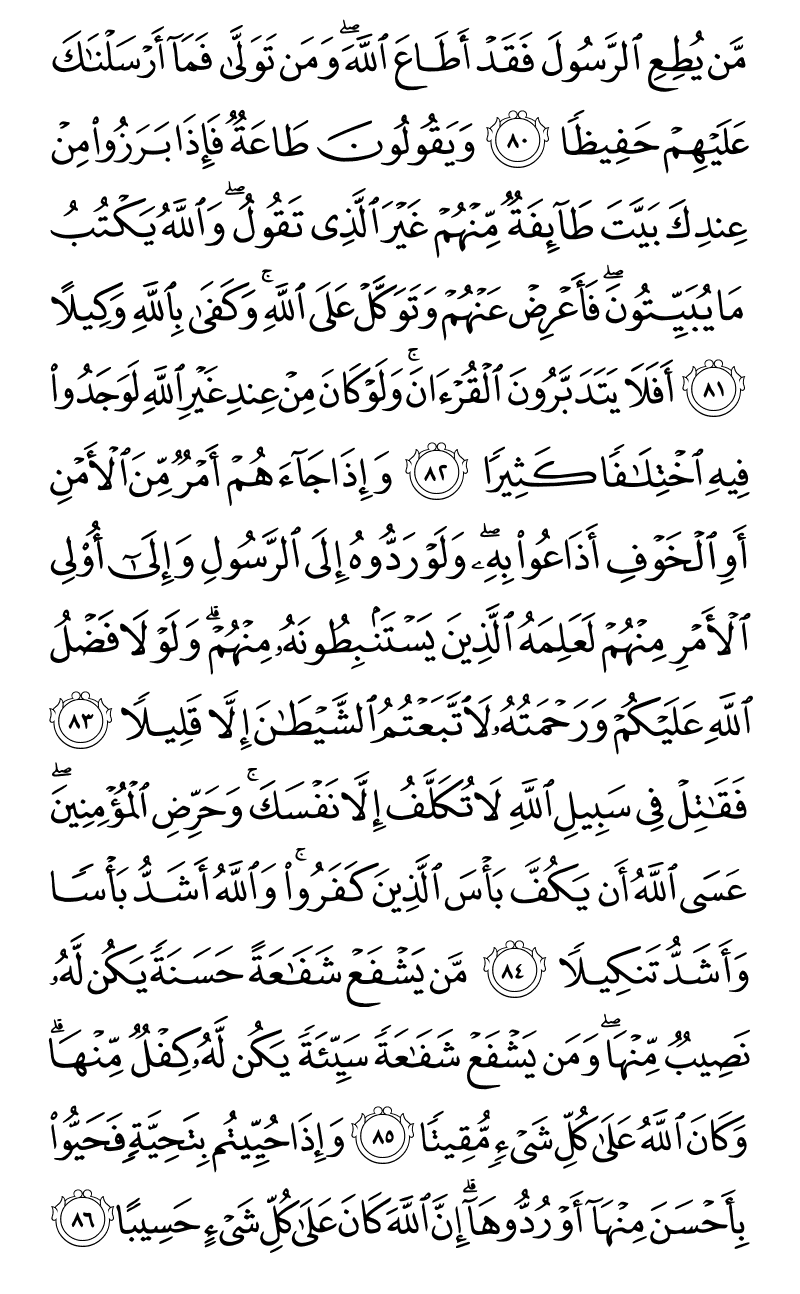 مَّن يُطِعِ ٱلرَّسُولَ فَقَدۡ أَطَاعَ ٱللَّهَۖ وَمَن تَوَلَّىٰ فَمَآ أَرۡسَلۡنَٰكَ
عَلَيۡهِمۡ حَفِيظٗا ٨٠ وَيَقُولُونَ طَاعَةٞ فَإِذَا بَرَزُواْ مِنۡ
عِندِكَ بَيَّتَ طَآئِفَةٞ مِّنۡهُمۡ غَيۡرَ ٱلَّذِى تَقُولُۖ وَٱللَّهُ يَكۡتُبُ
مَا يُبَيِّتُونَۖ فَأَعۡرِضۡ عَنۡهُمۡ وَتَوَكَّلۡ عَلَى ٱللَّهِۚ وَكَفَىٰ بِٱللَّهِ وَكِيلًا
٨١ أَفَلَا يَتَدَبَّرُونَ ٱلۡقُرۡءَانَۚ وَلَوۡ كَانَ مِنۡ عِندِ غَيۡرِ ٱللَّهِ لَوَجَدُواْ
فِيهِ ٱخۡتِلَٰفٗا كَثِيرٗا ٨٢ وَإِذَا جَآءَهُمۡ أَمۡرٞ مِّنَ ٱلۡأَمۡنِ
أَوِ ٱلۡخَوۡفِ أَذَاعُواْ بِهِۦۖ وَلَوۡ رَدُّوهُ إِلَى ٱلرَّسُولِ وَإِلَىٰٓ أُوْلِى
ٱلۡأَمۡرِ مِنۡهُمۡ لَعَلِمَهُ ٱلَّذِينَ يَسۡتَنۢبِطُونَهُۥ مِنۡهُمۡۗ وَلَوۡلَا فَضۡلُ
ٱللَّهِ عَلَيۡكُمۡ وَرَحۡمَتُهُۥ لَٱتَّبَعۡتُمُ ٱلشَّيۡطَٰنَ إِلَّا قَلِيلٗا ٨٣
فَقَٰتِلۡ فِى سَبِيلِ ٱللَّهِ لَا تُكَلَّفُ إِلَّا نَفۡسَكَۚ وَحَرِّضِ ٱلۡمُؤۡمِنِينَۖ
عَسَى ٱللَّهُ أَن يَكُفَّ بَأۡسَ ٱلَّذِينَ كَفَرُواْۚ وَٱللَّهُ أَشَدُّ بَأۡسٗا
وَأَشَدُّ تَنكِيلٗا ٨٤ مَّن يَشۡفَعۡ شَفَٰعَةً حَسَنَةٗ يَكُن لَّهُۥ
نَصِيبٞ مِّنۡهَاۖ وَمَن يَشۡفَعۡ شَفَٰعَةٗ سَيِّئَةٗ يَكُن لَّهُۥ كِفۡلٞ مِّنۡهَاۗ
وَكَانَ ٱللَّهُ عَلَىٰ كُلِّ شَىۡءٖ مُّقِيتٗا ٨٥ وَإِذَا حُيِّيتُم بِتَحِيَّةٖ فَحَيُّواْ
بِأَحۡسَنَ مِنۡهَآ أَوۡ رُدُّوهَآۗ إِنَّ ٱللَّهَ كَانَ عَلَىٰ كُلِّ شَىۡءٍ حَسِيبًا ٨٦